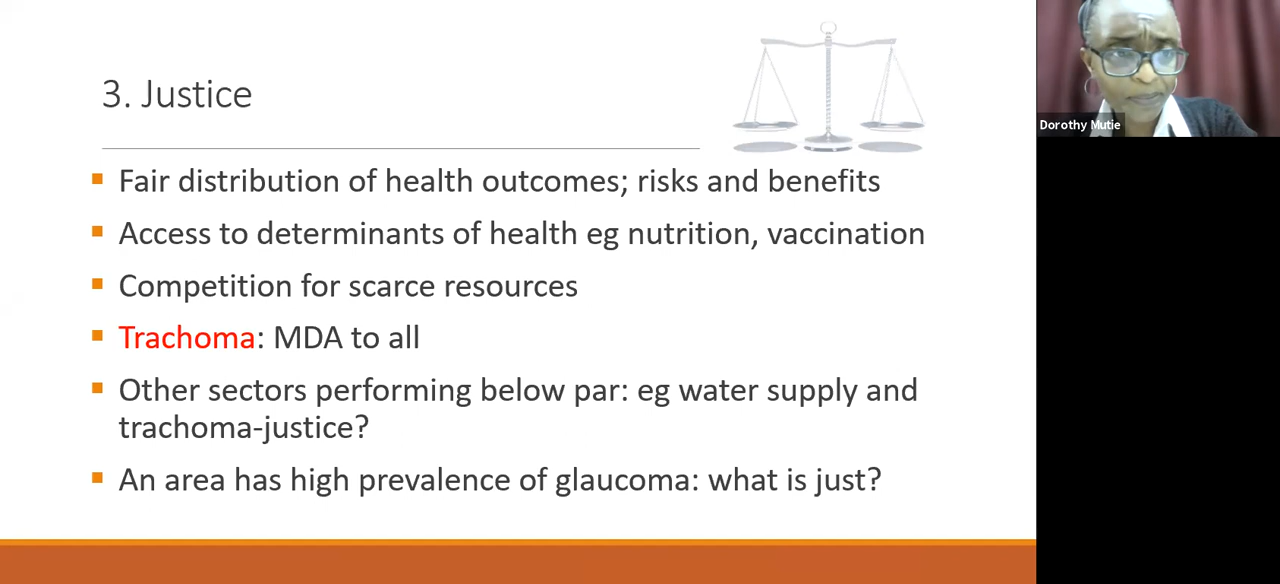 3. Justice
Fair distribution of health outcomes; risks and benefits
Access to determinants of health eg nutrition, vaccination
Competition for scarce resources
Trachoma: MDA to all
Other sectors performing below par: eg water supply and
trachoma-justice?
An area has high prevalence of glaucoma: what is just?
Dorothy Mutie